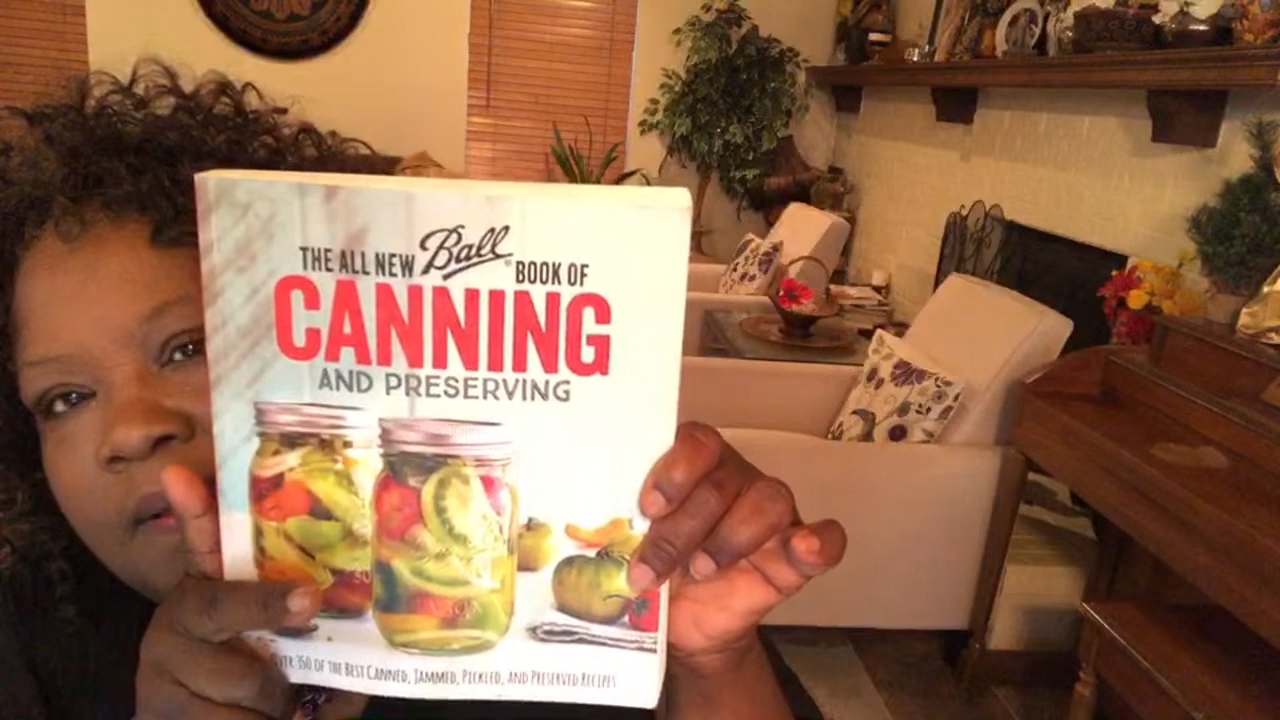 THE ALL NEW Ball® BOOK OF
CANNING
AND PRESERVING
OVER 350 OF THE BEST CANNED, JAMMED, PICKLED, AND PRESERVED RECIPES